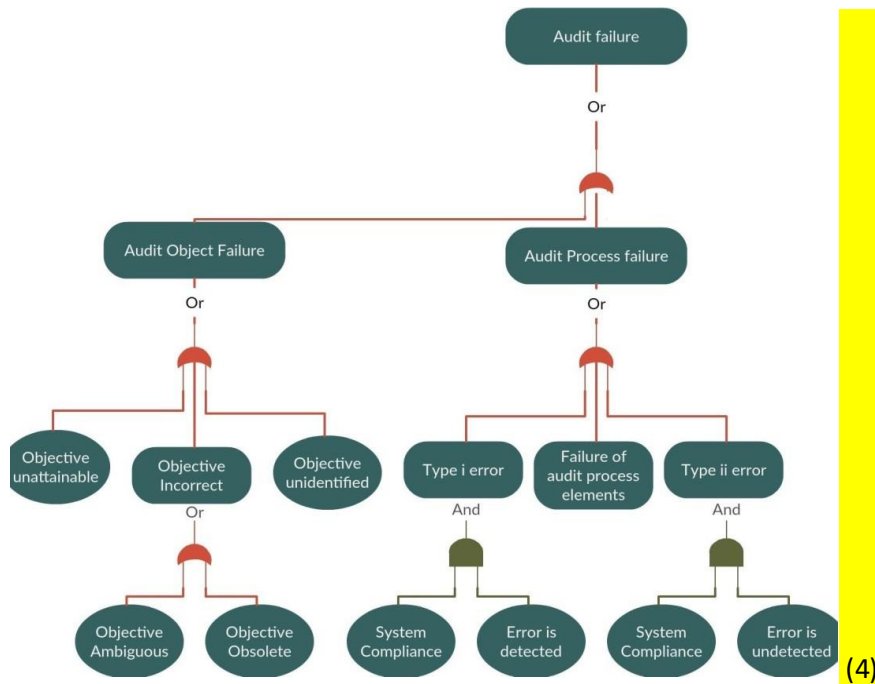 Audit failure
Or
Audit Object Failure
Audit Process failure
Or
Or
Objective
unattainable
Objective
Incorrect
Objective
unidentified
Type i error
Failure of
audit process
elements
Type ii error
Or
And
And
Objective
Ambiguous
Objective
Obsolete
System
Compliance
Error is
detected
System
Compliance
Error is
undetected
(4)